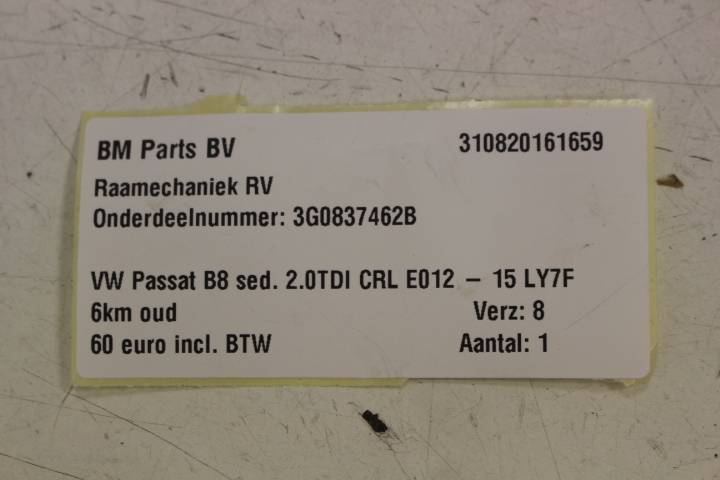 BM Parts BV 310820161659
Raamechaniek RV
Onderdeelnummer: 3G0837462B
VW Passat B8 sed. 2.0TDI CRL E012 – 15 LY7F
6km oud Verz: 8
60 euro incl. BTW Aantal: 1